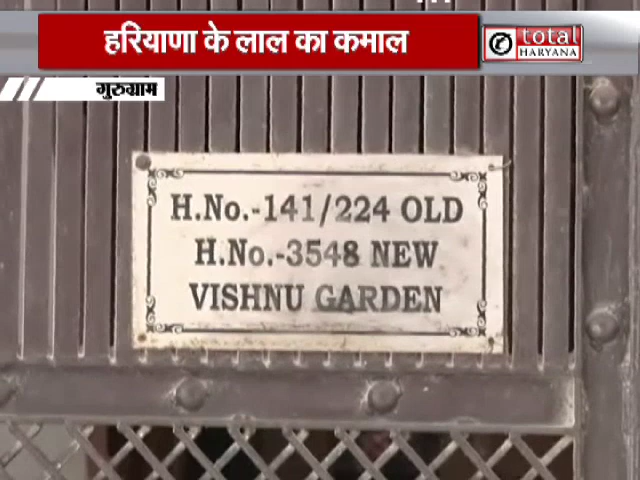 हरियाणा के लाल का कमाल
total
HARYANA
गुरुग्राम
H.No.-141/224 OLD
H.No.-3548 NEW
VISHNU GARDEN